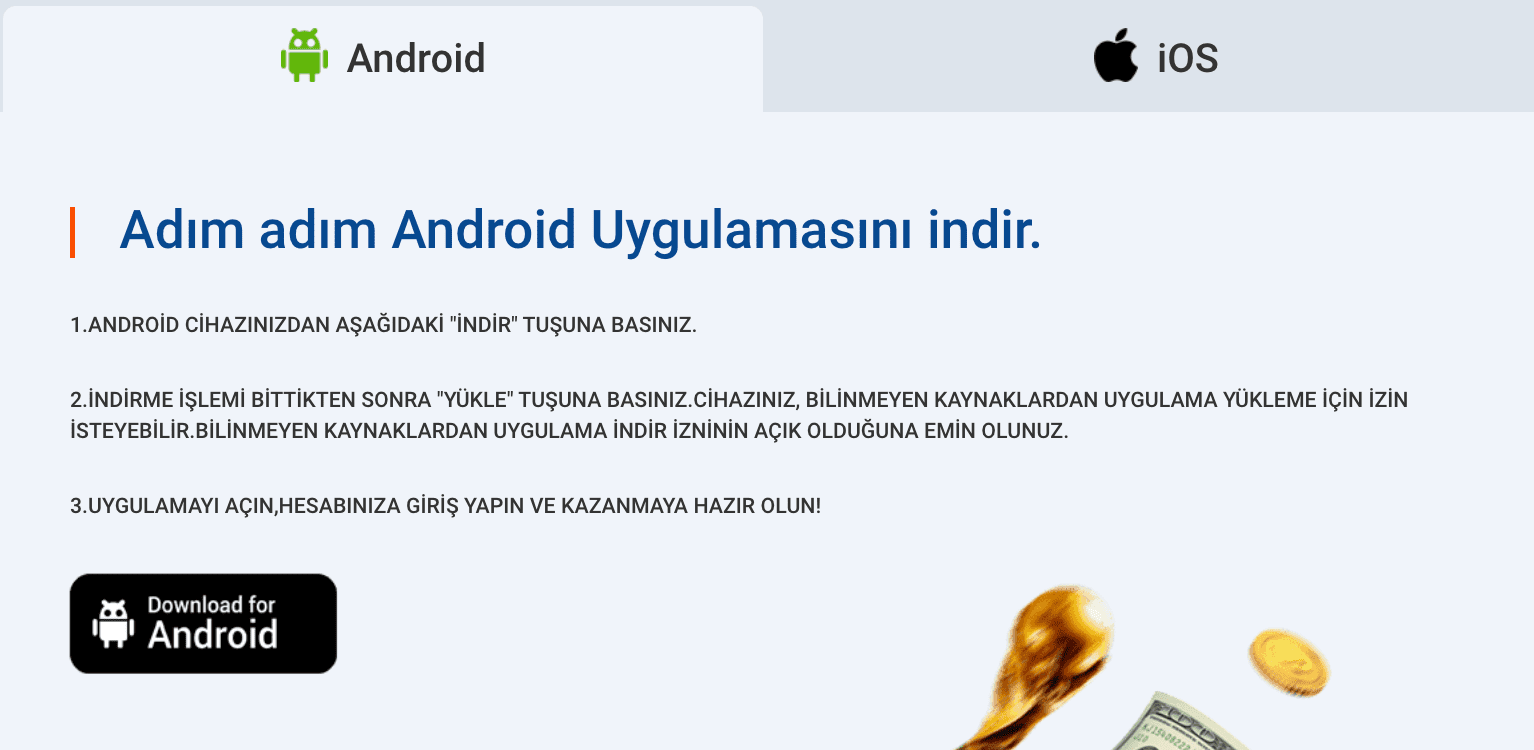 Android
iOS
Adım adım Android Uygulamasını indir.
1.ANDROİD CİHAZINIZDAN AŞAĞIDAKİ "İNDİR" TUŞUNA BASINIZ.
2.İNDİRME İŞLEMİ BİTTİKTEN SONRA "YÜKLE" TUŞUNA BASINIZ.CİHAZINIZ, BİLİNMEYEN KAYNAKLARDAN UYGULAMA YÜKLEME İÇİN İZİN
İSTEYEBİLİR.BİLİNMEYEN KAYNAKLARDAN UYGULAMA İNDİR İZNİNİN AÇIK OLDUĞUNA EMİN OLUNUZ.
3.UYGULAMAYI AÇIN,HESABINIZA GİRİŞ YAPIN VE KAZANMAYA HAZIR OLUN!
Download for
Android